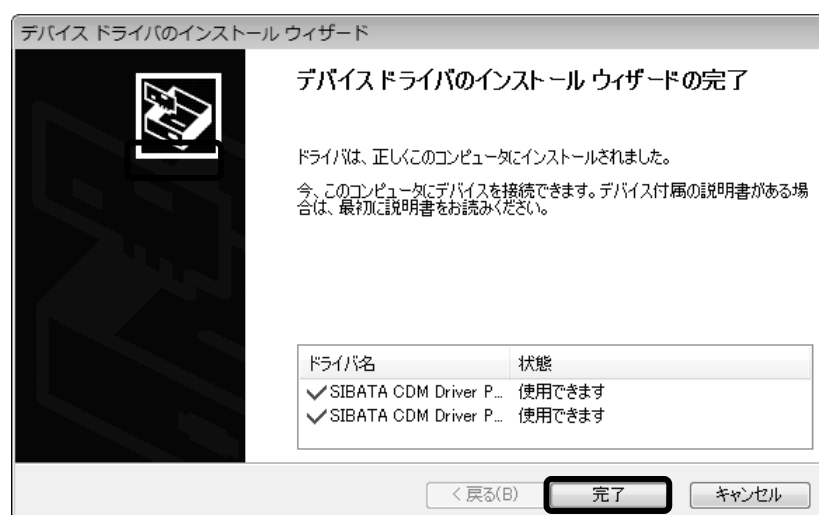 デバイス ドライバのインストール ウィザード
デバイス ドライバのインストール ウィザードの完了
ドライバは、正しくこのコンピュータにインストールされました。
今、このコンピュータにデバイスを接続できます。デバイス付属の説明書がある場
合は、最初に説明書をお読みください。
ドライバ名 状態
SIBATA CDM Driver P... 使用できます
SIBATA CDM Driver P... 使用できます
< 戻る(B) 完了 キャンセル